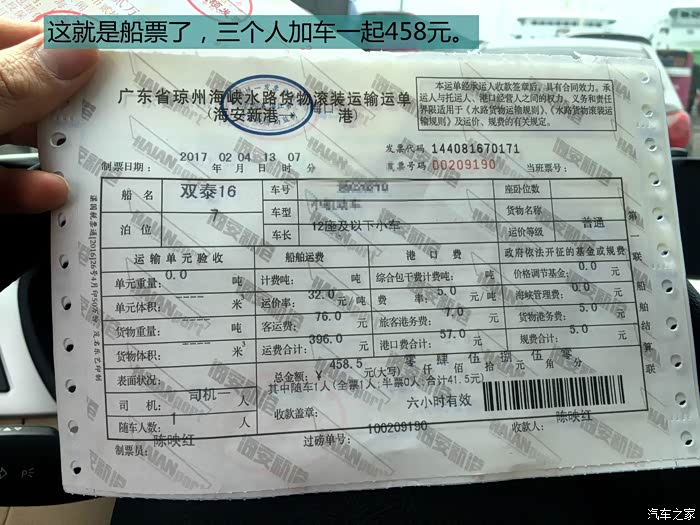 这就是船票了，三个人加车一起458元。
广东省琼州海峡水路货物滚装运输运单
(海安新港 港)
本运单经承运人收款签章后，具有合同效力。承
运人与托运人、港口经营人之间的权力、义务和责任
界限适用于《水路货物运输规则》、《水路货物滚装运
输规则》及运价、规费的有关规定。
发票代码 144081670171
发票号码 00209190
制票日期： 2017 年 02 月 04 日 13 时 07 分
当班票号：
船 名 双泰16 车号 座卧位数
泊 位 7 车型 小轿车 货物名称
车长 12座及以下小车 运价等级 普通
运输单元验收 船舶运费 港 口 费 政府依法开征的基金或规费
单元重量: 0.0 吨 计费吨: 吨 综合包干费计费吨: 吨 价格调节基金: 0.0 元
单元体积: --- 米 运价率: 32.0 元/吨 费 率: 5.0 元/吨 海峡管理费: 0.0 元
货物重量: --- 吨 客运费: 76.0 元 旅客港务费: 7.0 元 货物港务费: 5.0 元
货物体积: --- 米³ 运费合计: 396.0 元 港口费合计: 57.0 元 规费合计: 5.0 元
表面状况: 总金额: ¥ 458.5 元(大写) 零 仟 肆 佰 伍 拾 捌 元 伍 角 零 分
其中随车1人(全票1;半票0人;合计41.5元)
司 机: 司机一 人
随车人数: 1 人
收款盖章: 六小时有效
制票员: 陈映红
过磅单号: 100209190
收款人: 陈映红
第一联 船舶结算联
海安新港
HAIAN PORT
汽车之家